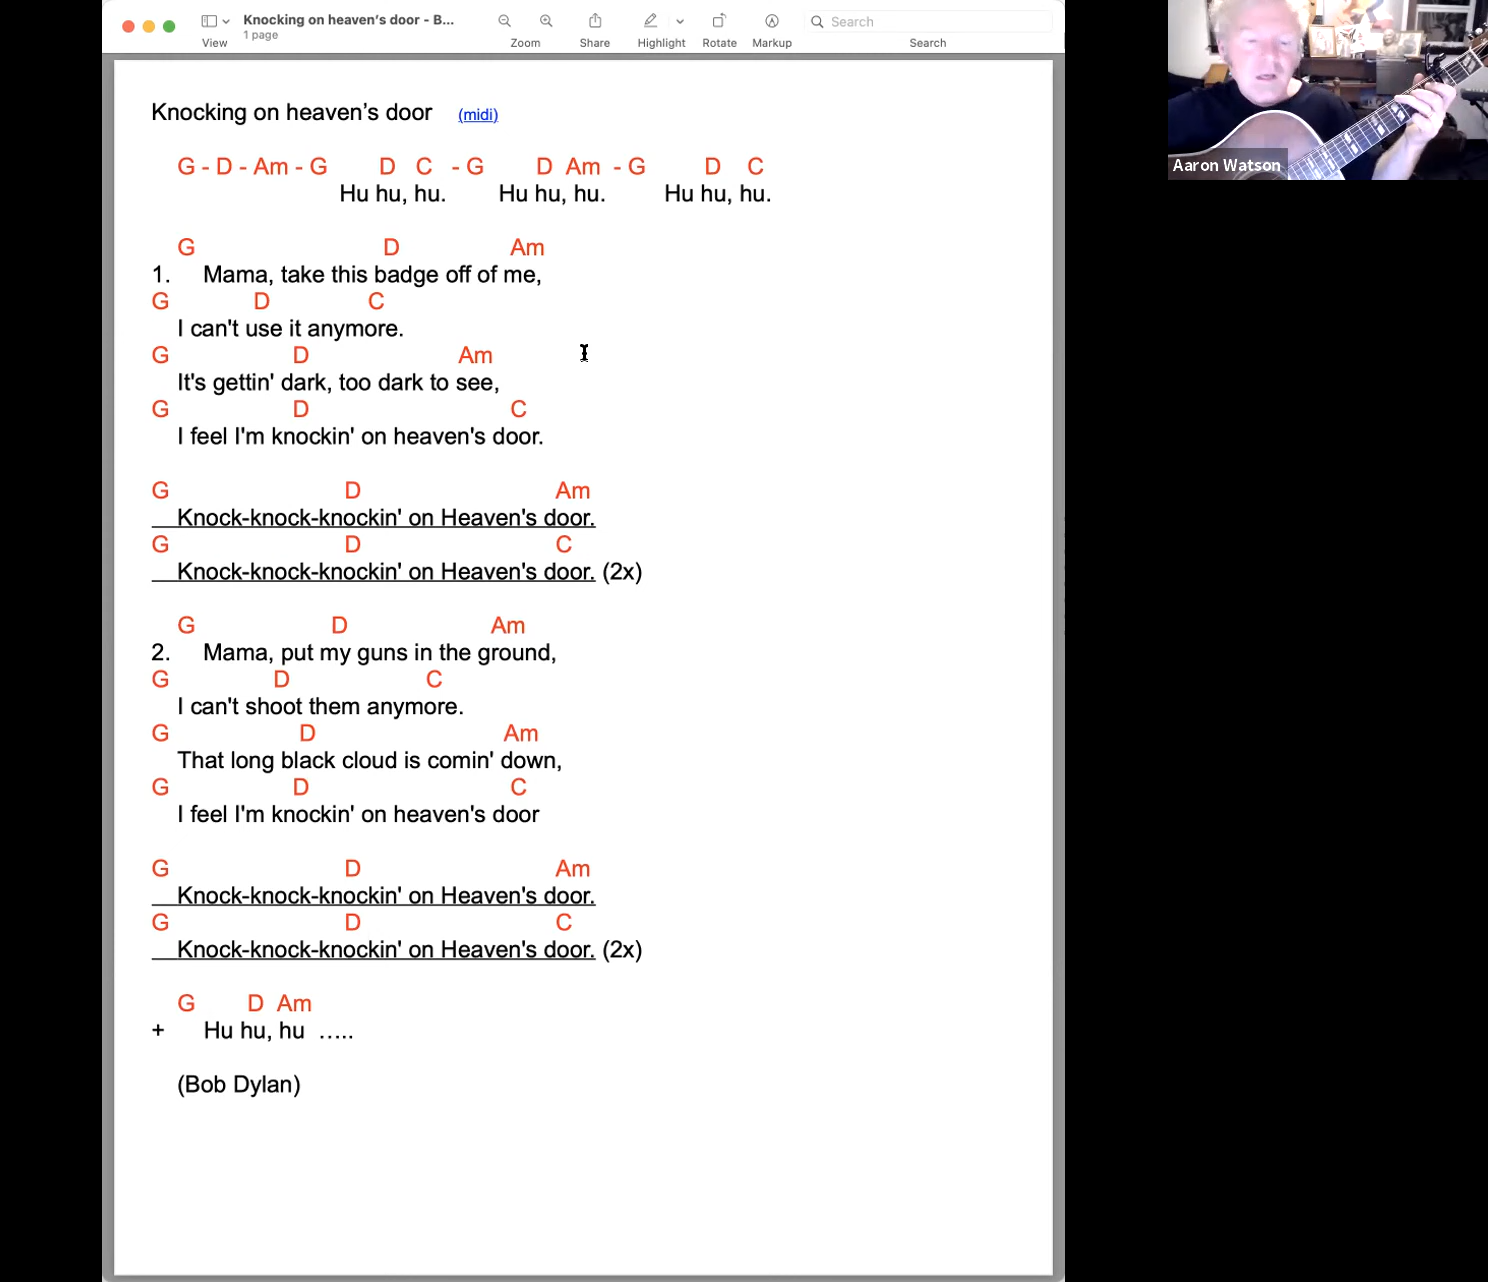 Knocking on heaven's door - B...
1 page
View
Zoom
Share
Highlight
Rotate
Markup
Search
Search
Knocking on heaven's door (midi)
G - D - Am - G D C - G D Am - G D C
Hu hu, hu. Hu hu, hu. Hu hu, hu.
G D Am
1. Mama, take this badge off of me,
G D C
I can't use it anymore.
G D Am
It's gettin' dark, too dark to see,
G D C
I feel I'm knockin' on heaven's door.
G D Am
Knock-knock-knockin' on Heaven's door.
G D C
Knock-knock-knockin' on Heaven's door. (2x)
G D Am
2. Mama, put my guns in the ground,
G D C
I can't shoot them anymore.
G D Am
That long black cloud is comin' down,
G D C
I feel I'm knockin' on heaven's door
G D Am
Knock-knock-knockin' on Heaven's door.
G D C
Knock-knock-knockin' on Heaven's door. (2x)
G D Am
+ Hu hu, hu .....
(Bob Dylan)
Aaron Watson